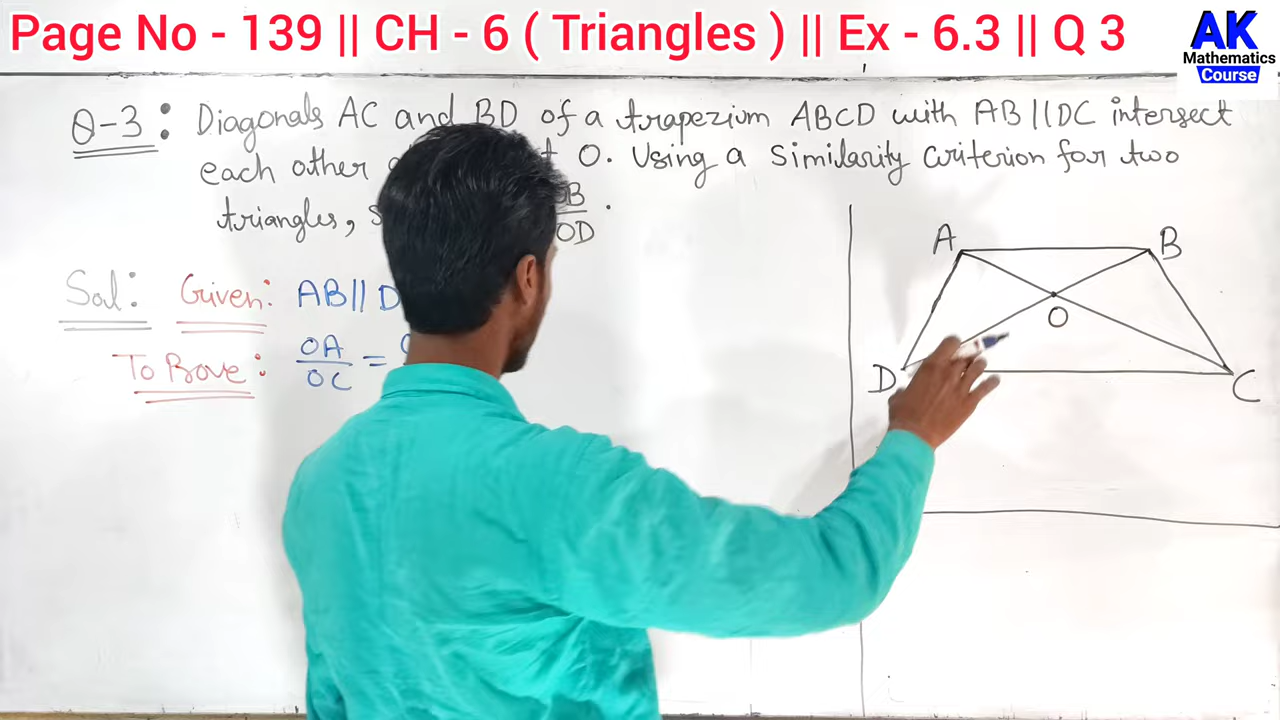 Page No - 139 || CH - 6 ( Triangles ) || Ex - 6.3 || Q 3
AK
Mathematics
Course
Q-3 : Diagonals AC and BD of a trapezium ABCD with AB || DC intersect
each other O. Using a similarity criterion for two
triangles, B/OD .
Sol : Given : AB || D
To Prove : OA/OC =
A
B
O
D
C